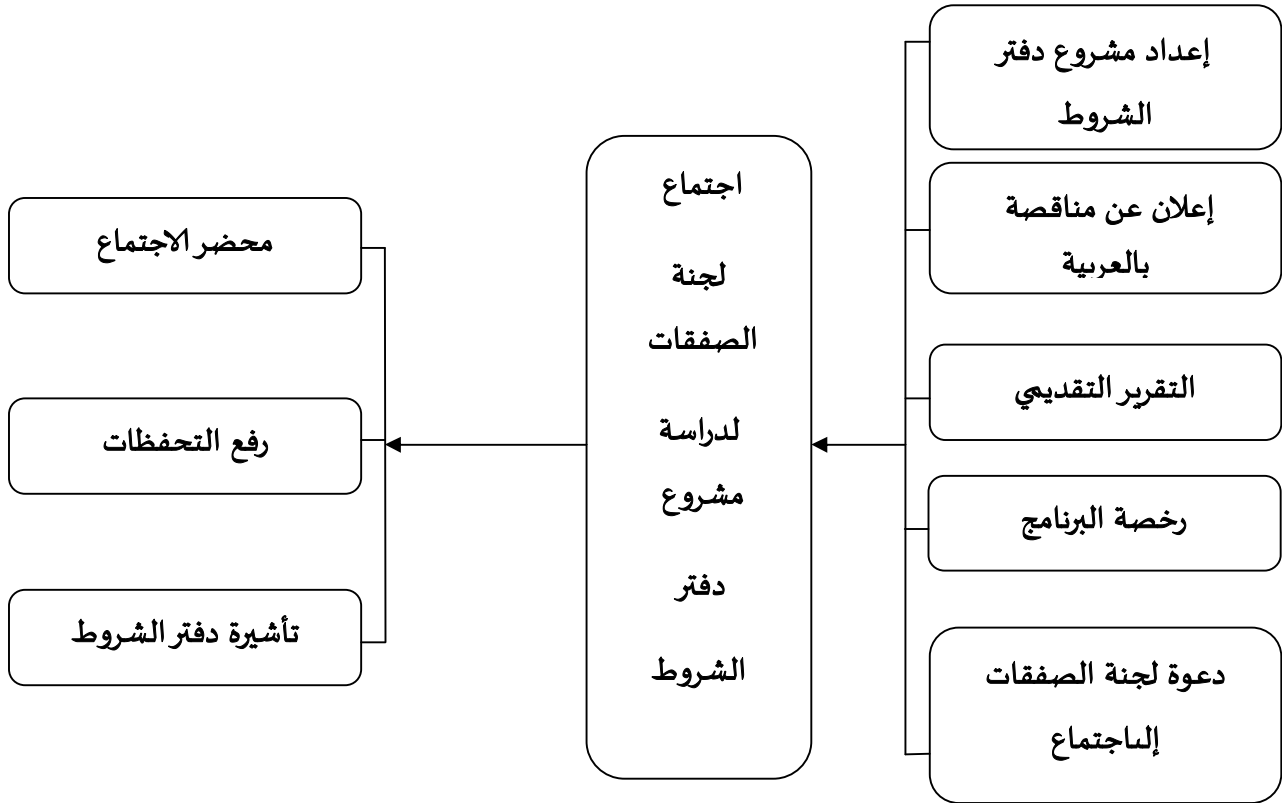 إعداد مشروع دفتر
الشروط
إعلان عن مناقصة
بالعربية
التقرير التقديمي
رخصة البرنامج
دعوة لجنة الصفقات
إلىاجتماع
اجتماع
لجنة
الصفقات
لدراسة
مشروع
دفتر
الشروط
محضر الاجتماع
رفع التحفظات
تأشيرة دفتر الشروط